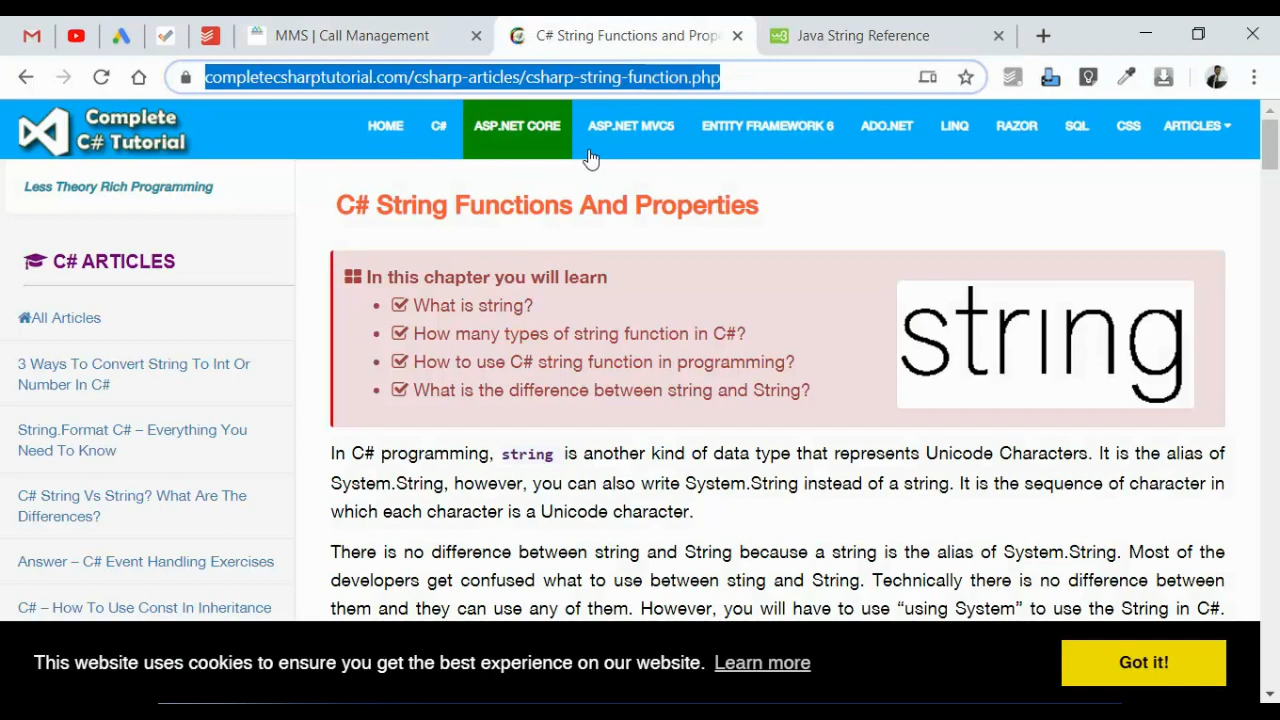 MMS | Call Management
C# String Functions and Prop
Java String Reference
completecsharptutorial.com/csharp-articles/csharp-string-function.php
Complete
C# Tutorial
HOME C# ASP.NET CORE ASP.NET MVC5 ENTITY FRAMEWORK 6 ADO.NET LINQ RAZOR SQL CSS ARTICLES
Less Theory Rich Programming
C# ARTICLES
All Articles
3 Ways To Convert String To Int Or
Number In C#
String.Format C# – Everything You
Need To Know
C# String Vs String? What Are The
Differences?
Answer – C# Event Handling Exercises
C# – How To Use Const In Inheritance
C# String Functions And Properties
In this chapter you will learn
What is string?
How many types of string function in C#?
How to use C# string function in programming?
What is the difference between string and String?
string
In C# programming, string is another kind of data type that represents Unicode Characters. It is the alias of
System.String, however, you can also write System.String instead of a string. It is the sequence of character in
which each character is a Unicode character.
There is no difference between string and String because a string is the alias of System.String. Most of the
developers get confused what to use between sting and String. Technically there is no difference between
them and they can use any of them. However, you will have to use “using System” to use the String in C#.
This website uses cookies to ensure you get the best experience on our website. Learn more
Got it!